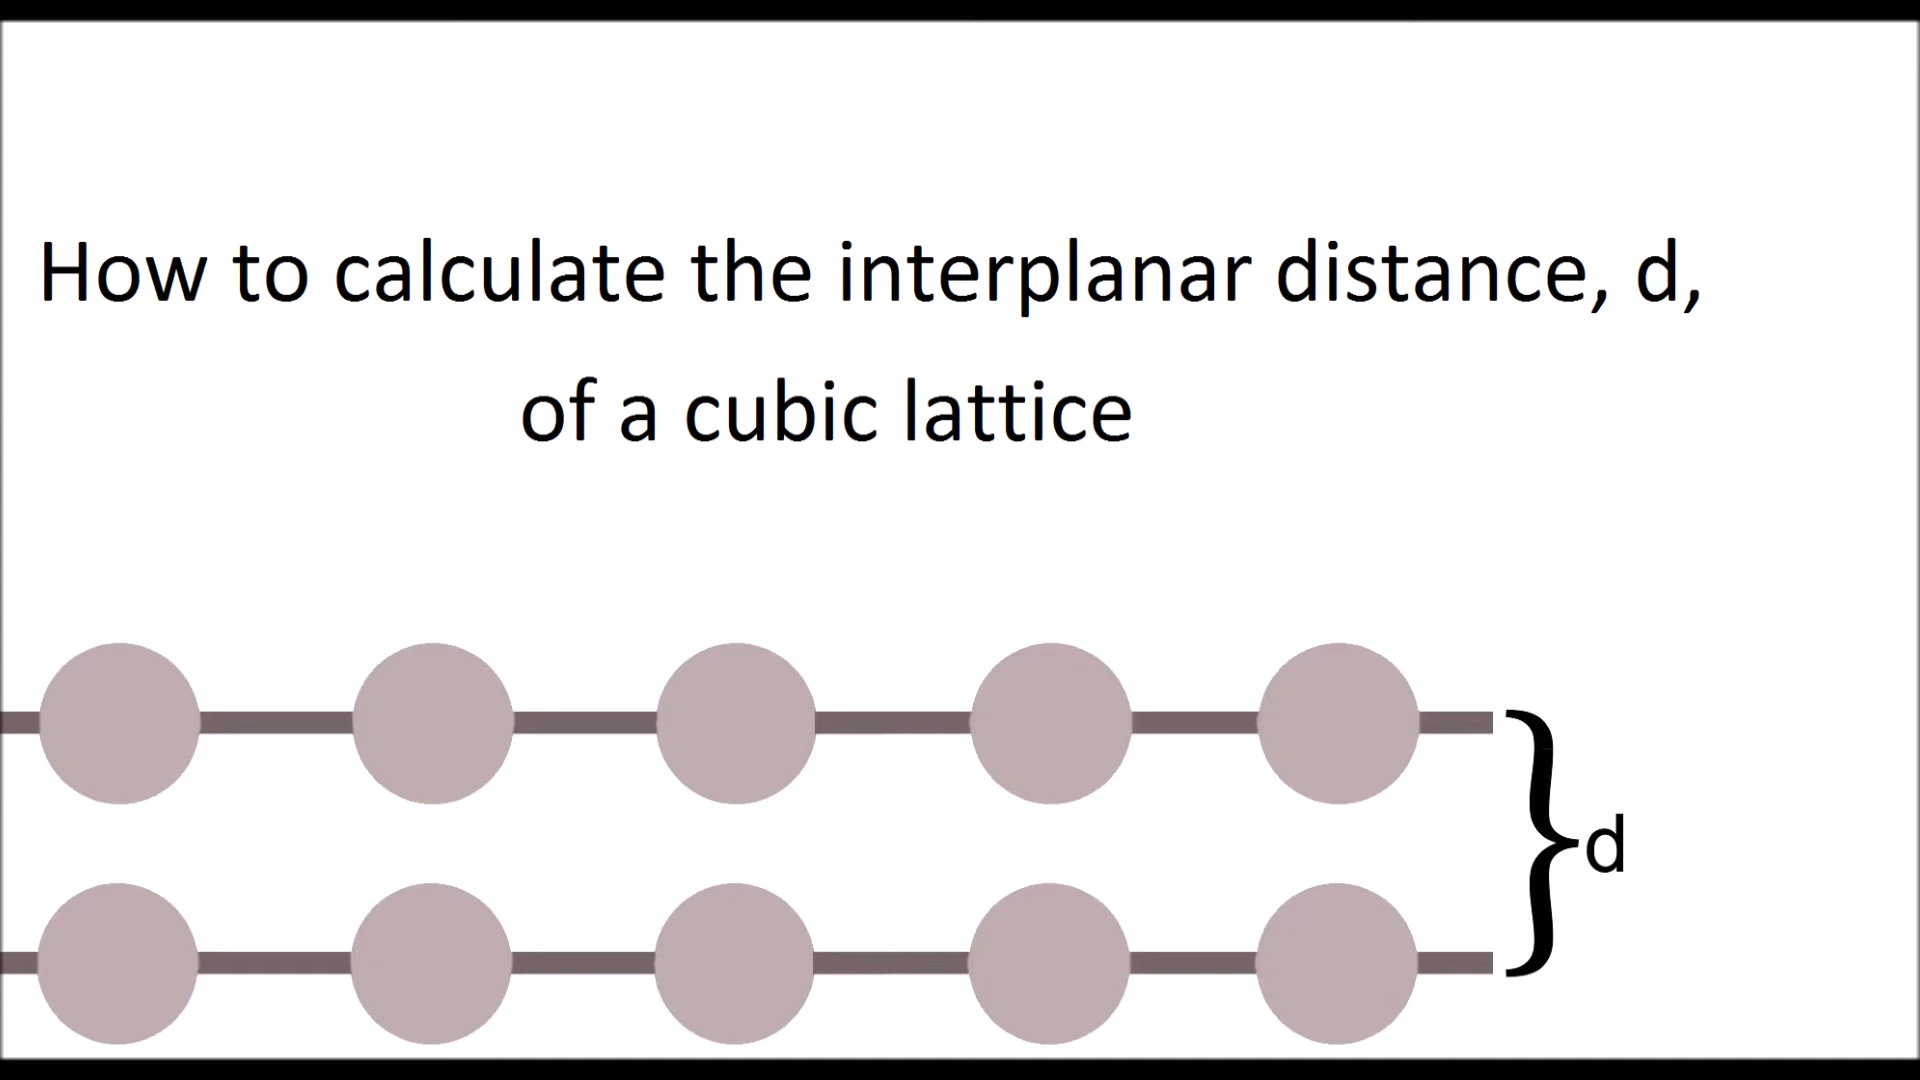 How to calculate the interplanar distance, d,
of a cubic lattice
}d